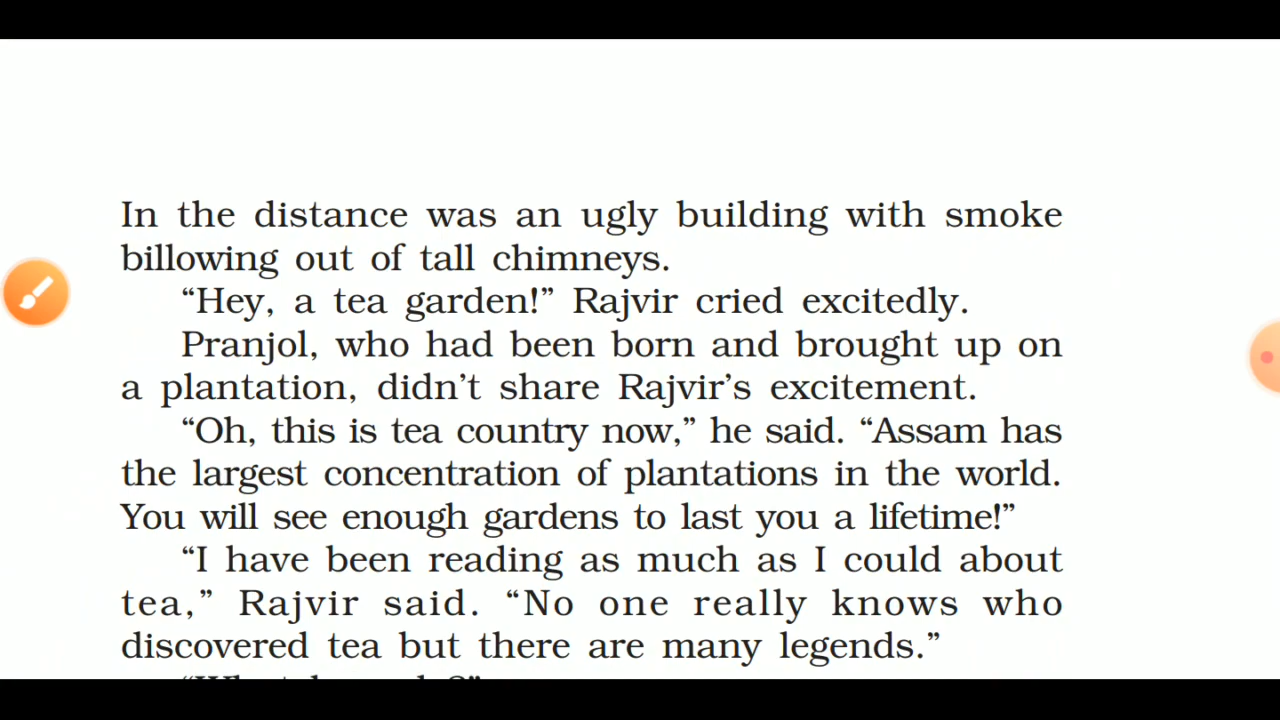 In the distance was an ugly building with smoke
billowing out of tall chimneys.
“Hey, a tea garden!” Rajvir cried excitedly.
Pranjol, who had been born and brought up on
a plantation, didn’t share Rajvir’s excitement.
“Oh, this is tea country now,” he said. “Assam has
the largest concentration of plantations in the world.
You will see enough gardens to last you a lifetime!”
“I have been reading as much as I could about
tea,” Rajvir said. “No one really knows who
discovered tea but there are many legends.”